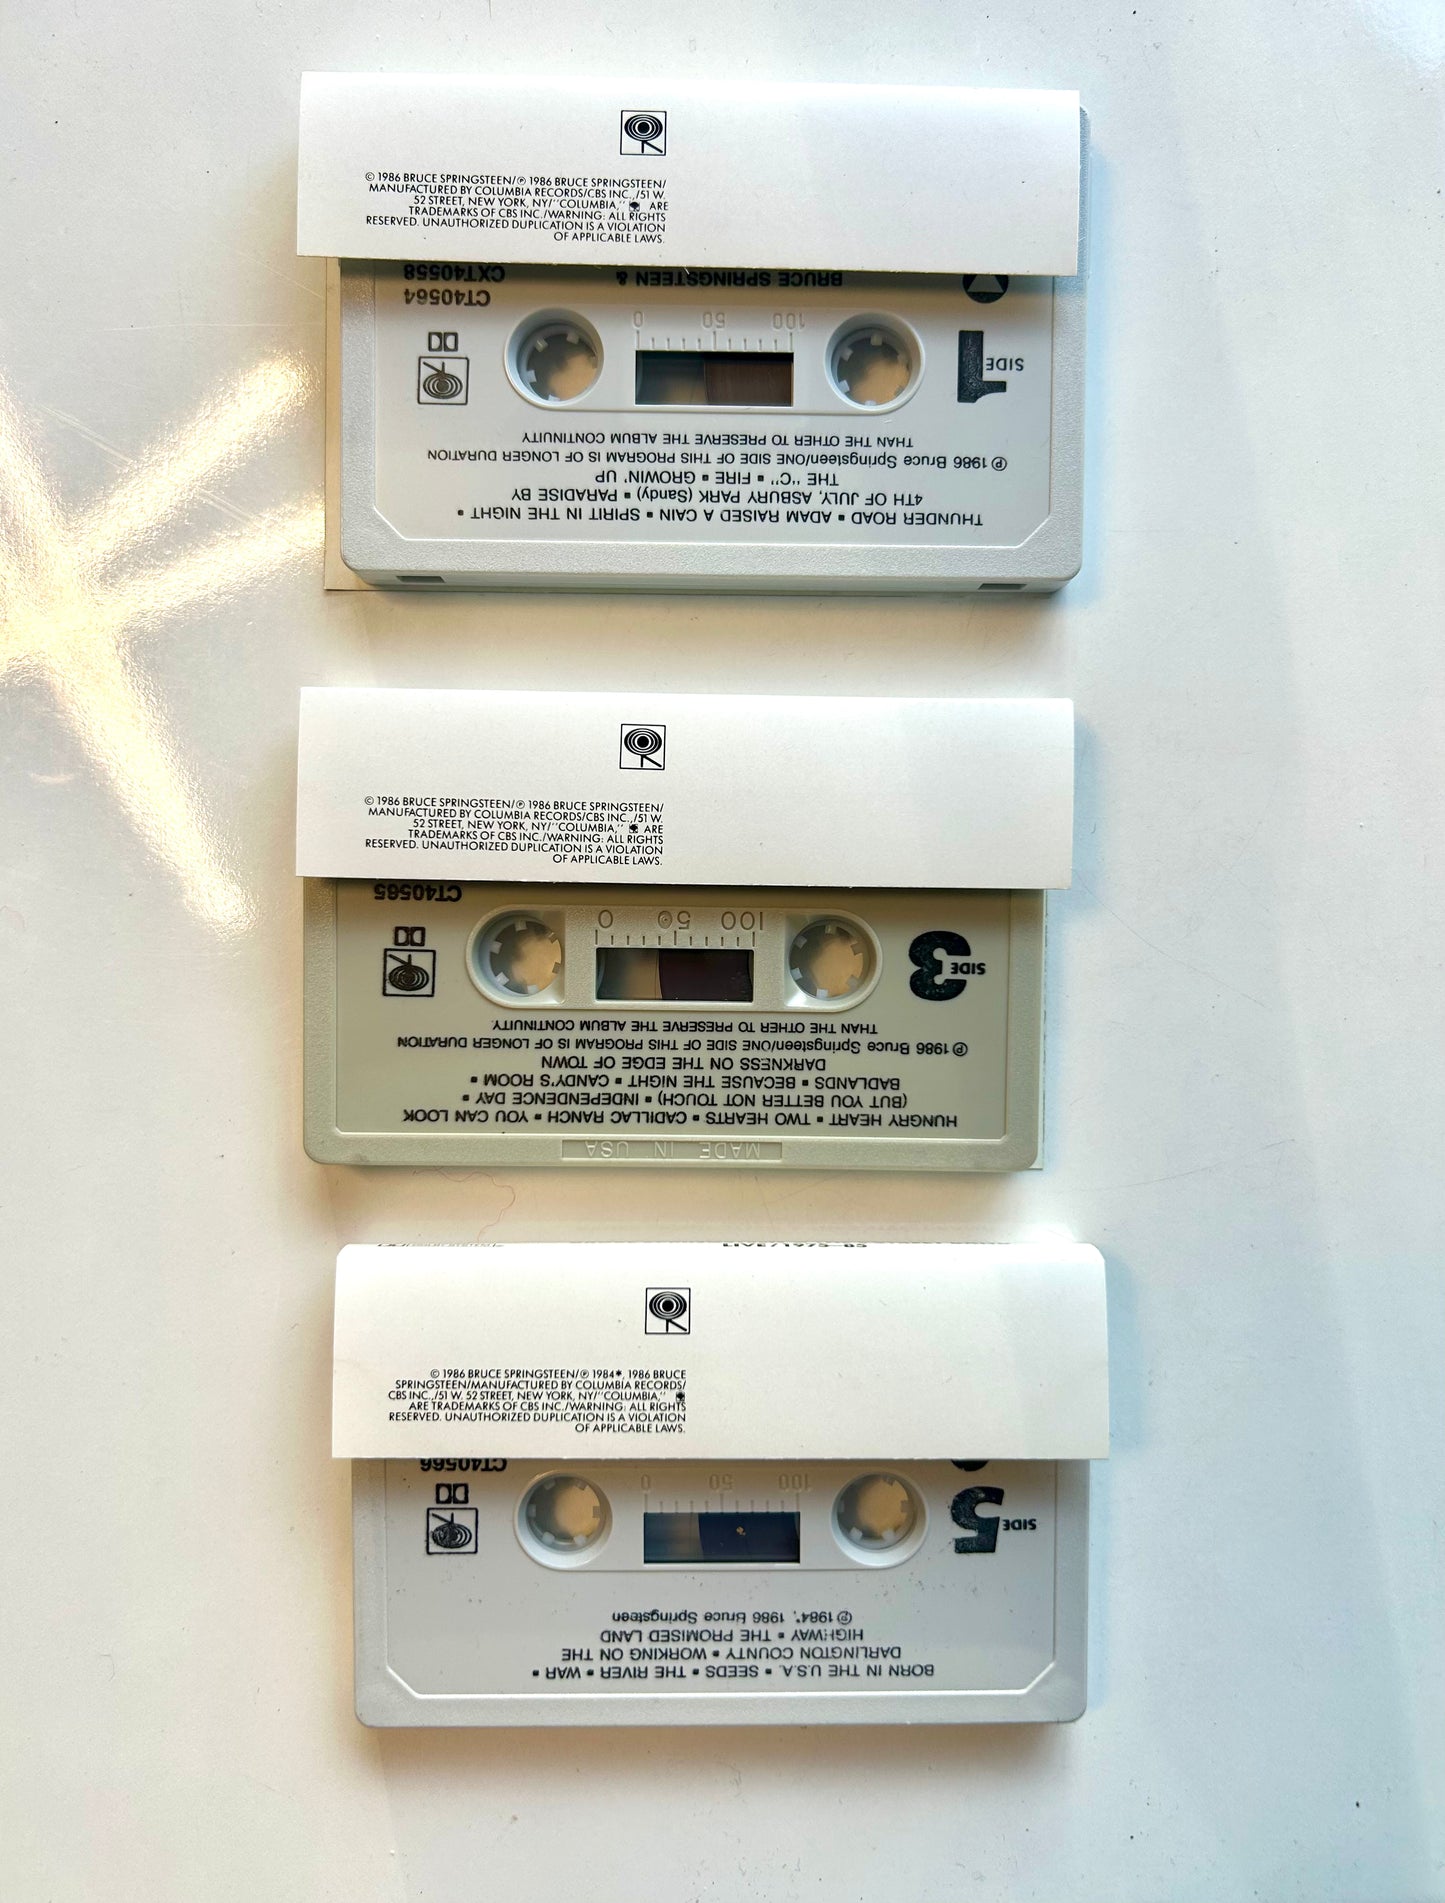 © 1986 BRUCE SPRINGSTEEN/℗ 1986 BRUCE SPRINGSTEEN/
MANUFACTURED BY COLUMBIA RECORDS/CBS INC.,/51 W.
52 STREET, NEW YORK, NY/"COLUMBIA," ARE
TRADEMARKS OF CBS INC./WARNING: ALL RIGHTS
RESERVED. UNAUTHORIZED DUPLICATION IS A VIOLATION
OF APPLICABLE LAWS.
BRUCE SPRINGSTEEN &
CXT40558
CT40564
0 50 100
SIDE 1
THUNDER ROAD ▪ ADAM RAISED A CAIN ▪ SPIRIT IN THE NIGHT ▪
4TH OF JULY, ASBURY PARK (Sandy) ▪ PARADISE BY
THE "C" ▪ FIRE ▪ GROWIN' UP
℗ 1986 Bruce Springsteen/ONE SIDE OF THIS PROGRAM IS OF LONGER DURATION
THAN THE OTHER TO PRESERVE THE ALBUM CONTINUITY
© 1986 BRUCE SPRINGSTEEN/℗ 1986 BRUCE SPRINGSTEEN/
MANUFACTURED BY COLUMBIA RECORDS/CBS INC.,/51 W.
52 STREET, NEW YORK, NY/"COLUMBIA," ARE
TRADEMARKS OF CBS INC./WARNING: ALL RIGHTS
RESERVED. UNAUTHORIZED DUPLICATION IS A VIOLATION
OF APPLICABLE LAWS.
CT40565
0 50 100
SIDE 3
MADE IN USA
HUNGRY HEART ▪ TWO HEARTS ▪ CADILLAC RANCH ▪ YOU CAN LOOK
(BUT YOU BETTER NOT TOUCH) ▪ INDEPENDENCE DAY ▪
BADLANDS ▪ BECAUSE THE NIGHT ▪ CANDY'S ROOM ▪
DARKNESS ON THE EDGE OF TOWN
℗ 1986 Bruce Springsteen/ONE SIDE OF THIS PROGRAM IS OF LONGER DURATION
THAN THE OTHER TO PRESERVE THE ALBUM CONTINUITY.
LIVE/1975-85
© 1986 BRUCE SPRINGSTEEN/℗ 1984*, 1986 BRUCE
SPRINGSTEEN/MANUFACTURED BY COLUMBIA RECORDS/
CBS INC.,/51 W. 52 STREET, NEW YORK, NY/"COLUMBIA,"
ARE TRADEMARKS OF CBS INC./WARNING: ALL RIGHTS
RESERVED. UNAUTHORIZED DUPLICATION IS A VIOLATION
OF APPLICABLE LAWS.
CT40566
0 50 100
SIDE 5
BORN IN THE U.S.A. ▪ SEEDS ▪ THE RIVER ▪ WAR ▪
DARLINGTON COUNTY ▪ WORKING ON THE
HIGHWAY ▪ THE PROMISED LAND
℗ 1984*, 1986 Bruce Springsteen